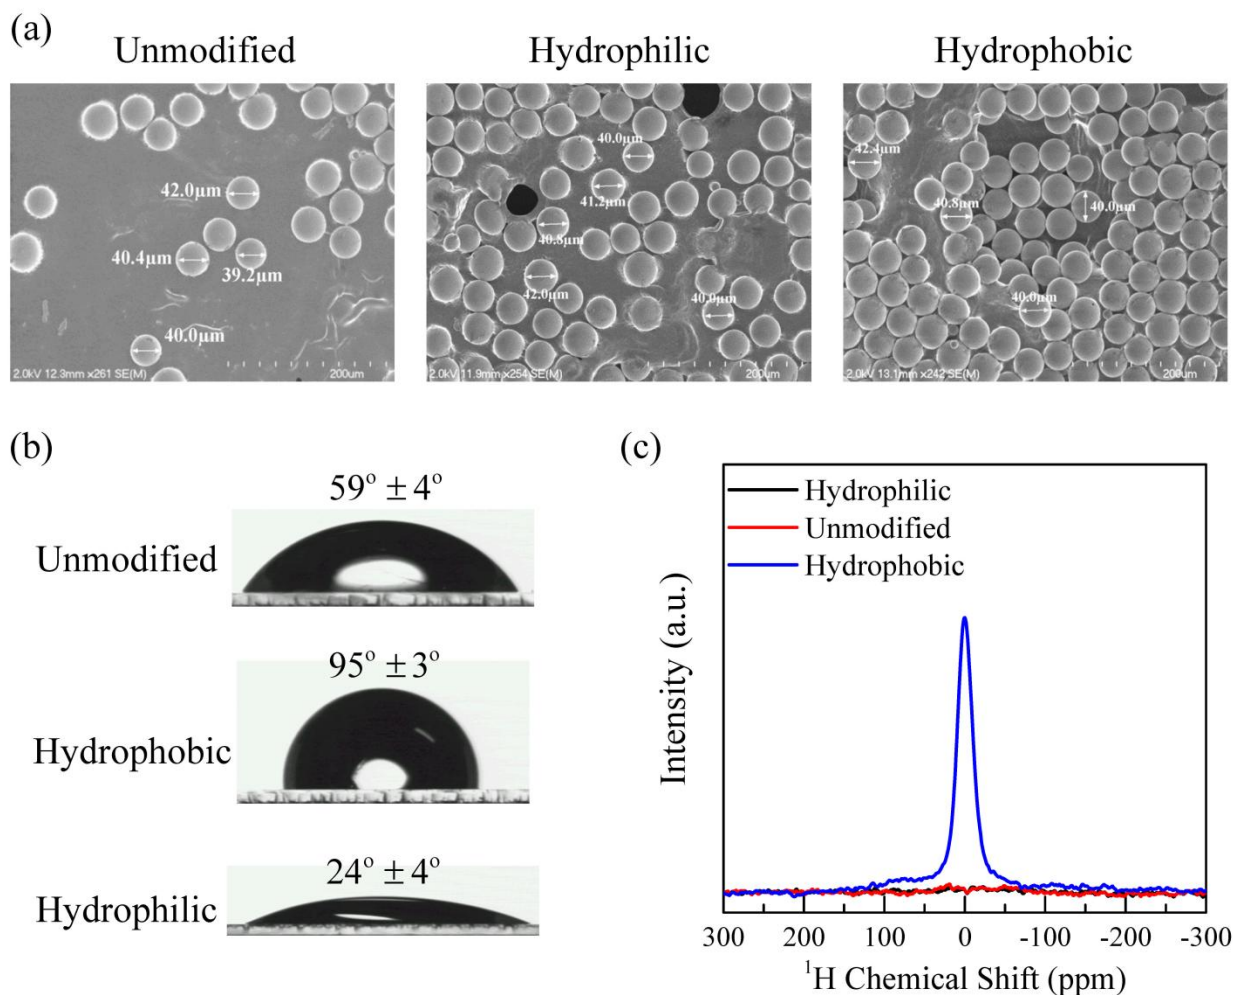 (a)
Unmodified
Hydrophilic
Hydrophobic
42.0μm
40.4μm
39.2μm
40.0μm
2.0kV 12.3mm x261 SE(M)
200um
40.0μm
41.2μm
40.8μm
42.0μm
40.0μm
2.0kV 11.9mm x254 SE(M)
200um
42.4μm
40.8μm
40.0μm
40.0μm
2.0kV 13.1mm x242 SE(M)
200um
(b)
59° ± 4°
Unmodified
95° ± 3°
Hydrophobic
24° ± 4°
Hydrophilic
(c)
Hydrophilic
Unmodified
Hydrophobic
Intensity (a.u.)
300 200 100 0 -100 -200 -300
¹H Chemical Shift (ppm)